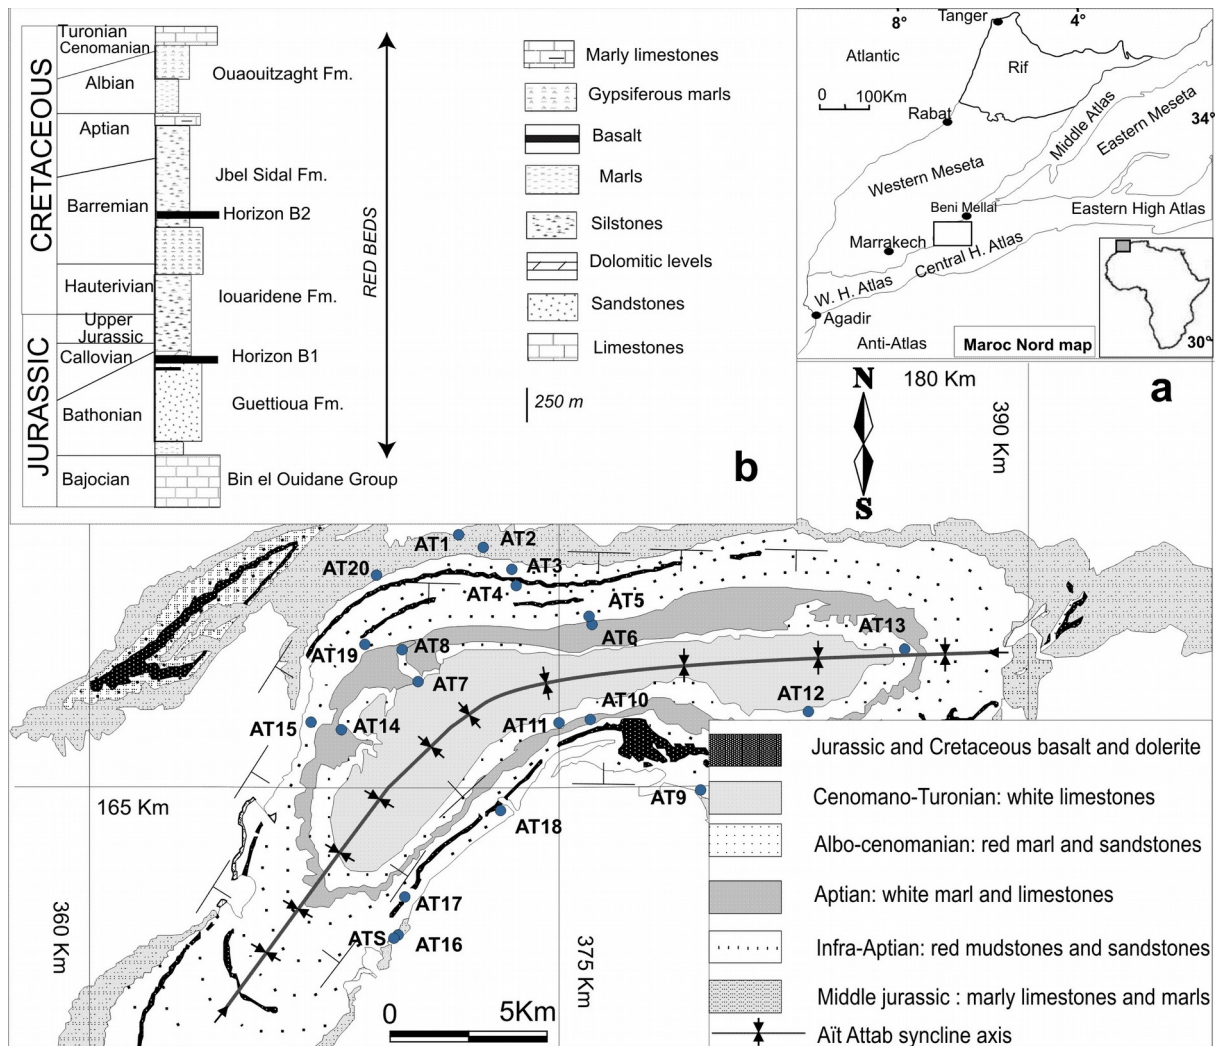 CRETACEOUS
JURASSIC
Turonian
Cenomanian
Albian
Aptian
Barremian
Hauterivian
Upper
Jurassic
Callovian
Bathonian
Bajocian
Ouaouitzaght Fm.
Jbel Sidal Fm.
Horizon B2
Iouaridene Fm.
Horizon B1
Guettioua Fm.
Bin el Ouidane Group
RED BEDS
Marly limestones
Gypsiferous marls
Basalt
Marls
Silstones
Dolomitic levels
Sandstones
Limestones
250 m
b
8°
4°
Tanger
Atlantic
Rif
0 100Km
Rabat
Middle Atlas
Eastern Meseta
34°
Western Meseta
Beni Mellal
Eastern High Atlas
Marrakech
Central H. Atlas
W. H. Atlas
Agadir
Anti-Atlas
Maroc Nord map
30°
N
S
180 Km
390 Km
a
AT1
AT2
AT3
AT20
AT4
AT5
AT6
AT13
AT19
AT8
AT7
AT10
AT12
AT15
AT14
AT11
AT9
165 Km
AT18
AT17
ATS
AT16
360 Km
375 Km
0 5Km
Jurassic and Cretaceous basalt and dolerite
Cenomano-Turonian: white limestones
Albo-cenomanian: red marl and sandstones
Aptian: white marl and limestones
Infra-Aptian: red mudstones and sandstones
Middle jurassic : marly limestones and marls
Aït Attab syncline axis